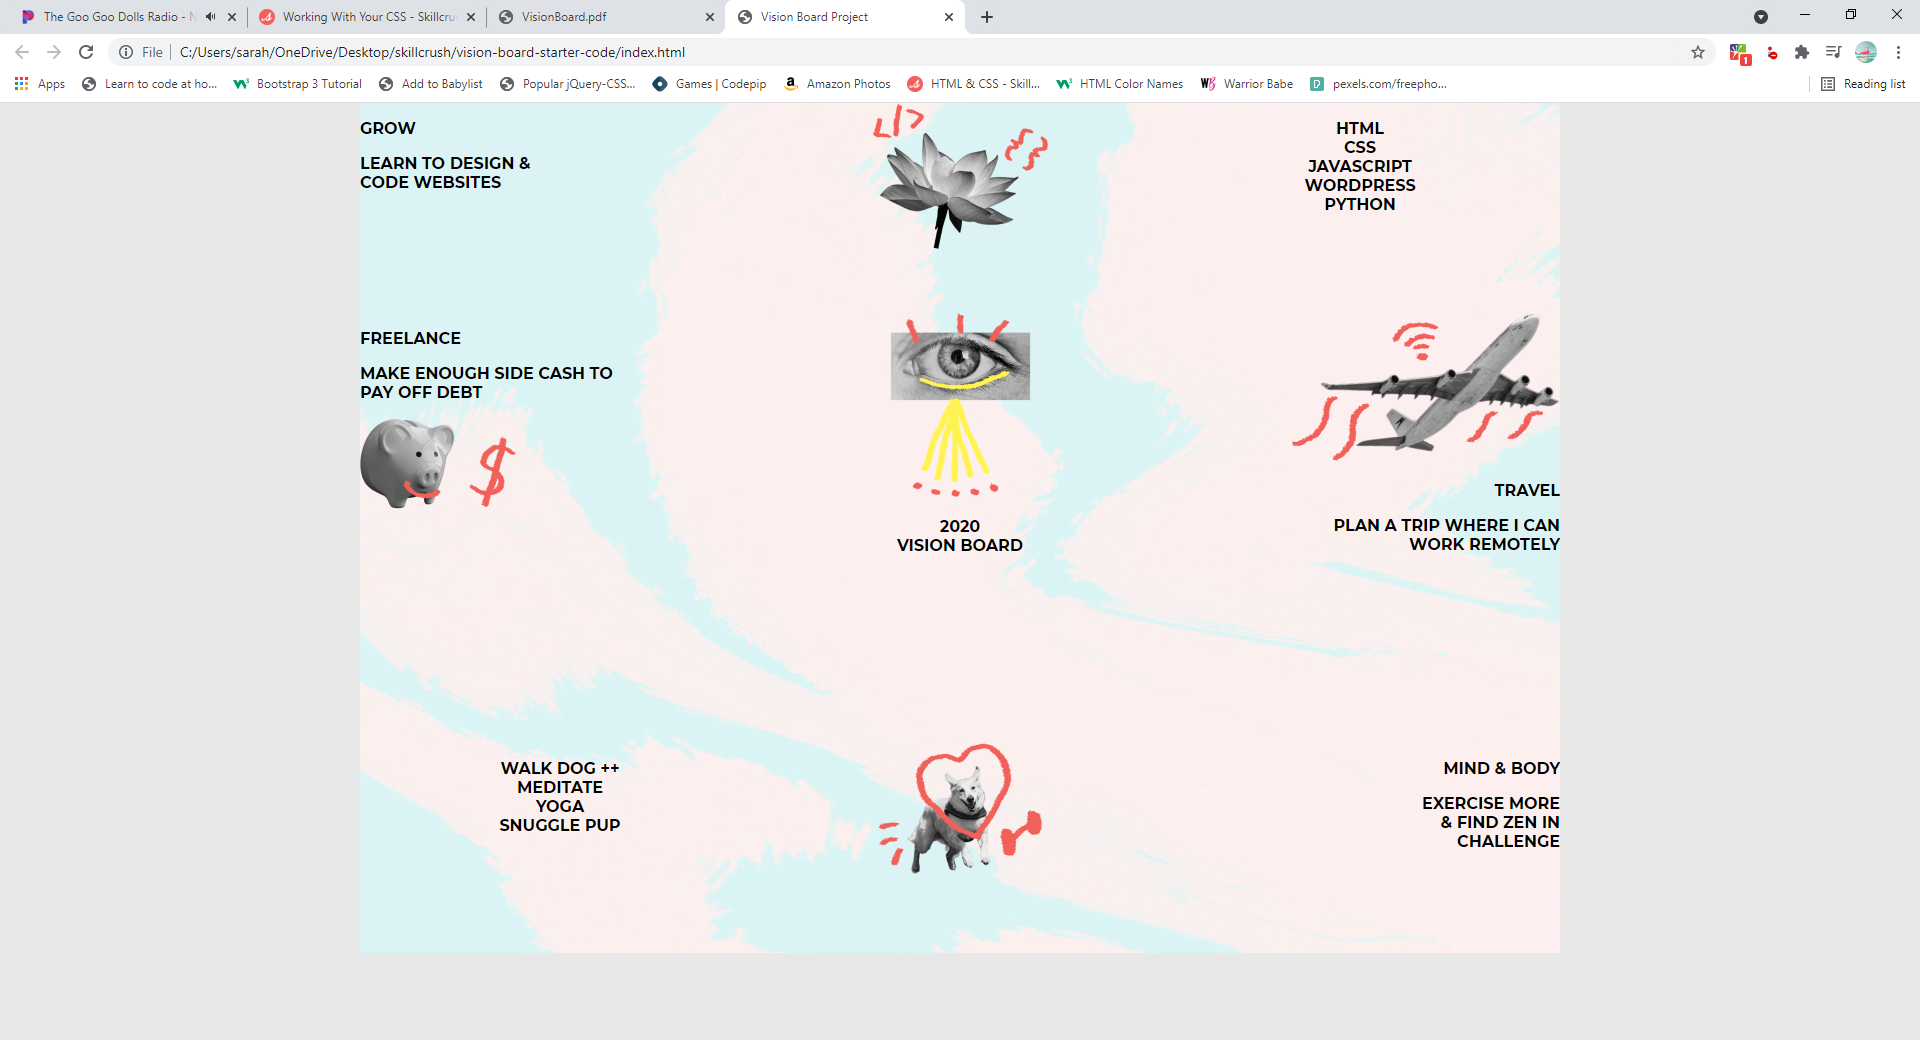 The Goo Goo Dolls Radio - N
Working With Your CSS - Skillcru
VisionBoard.pdf
Vision Board Project
File
C:/Users/sarah/OneDrive/Desktop/skillcrush/vision-board-starter-code/index.html
1
Apps
Learn to code at ho...
Bootstrap 3 Tutorial
Add to Babylist
Popular jQuery-CSS...
Games | Codepip
Amazon Photos
HTML & CSS - Skill...
HTML Color Names
Warrior Babe
pexels.com/freepho...
Reading list
GROW
LEARN TO DESIGN &
CODE WEBSITES
</>
{ }
HTML
CSS
JAVASCRIPT
WORDPRESS
PYTHON
FREELANCE
MAKE ENOUGH SIDE CASH TO
PAY OFF DEBT
$
2020
VISION BOARD
TRAVEL
PLAN A TRIP WHERE I CAN
WORK REMOTELY
WALK DOG ++
MEDITATE
YOGA
SNUGGLE PUP
MIND & BODY
EXERCISE MORE
& FIND ZEN IN
CHALLENGE